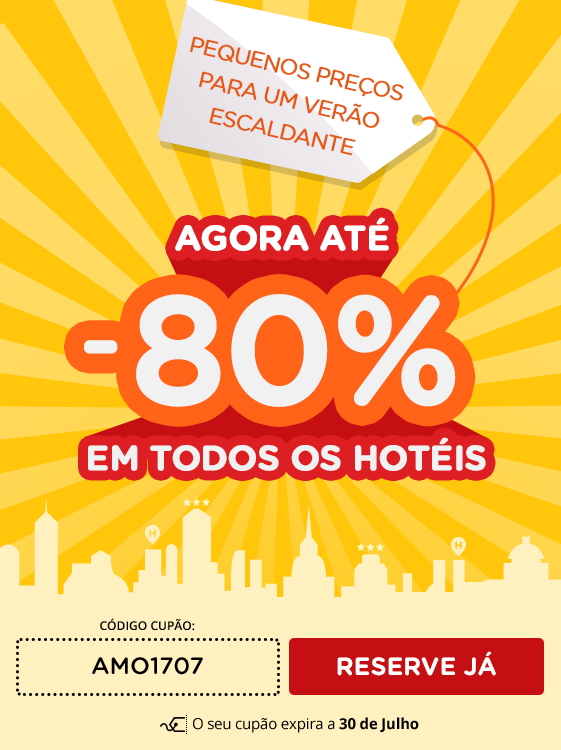 PEQUENOS PREÇOS
PARA UM VERÃO
ESCALDANTE
AGORA ATÉ
-80%
EM TODOS OS HOTÉIS
H
H
CÓDIGO CUPÃO:
AMO1707
RESERVE JÁ
O seu cupão expira a 30 de Julho